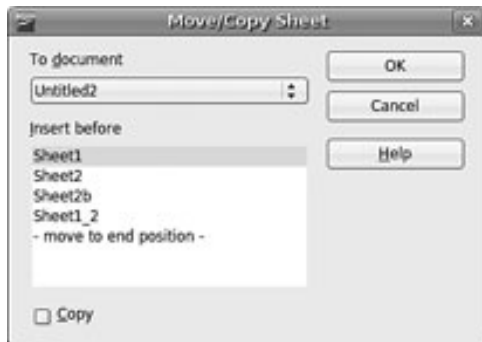 Move/Copy Sheet
To document
Untitled2
Insert before
Sheet1
Sheet2
Sheet2b
Sheet1_2
- move to end position -
Copy
OK
Cancel
Help